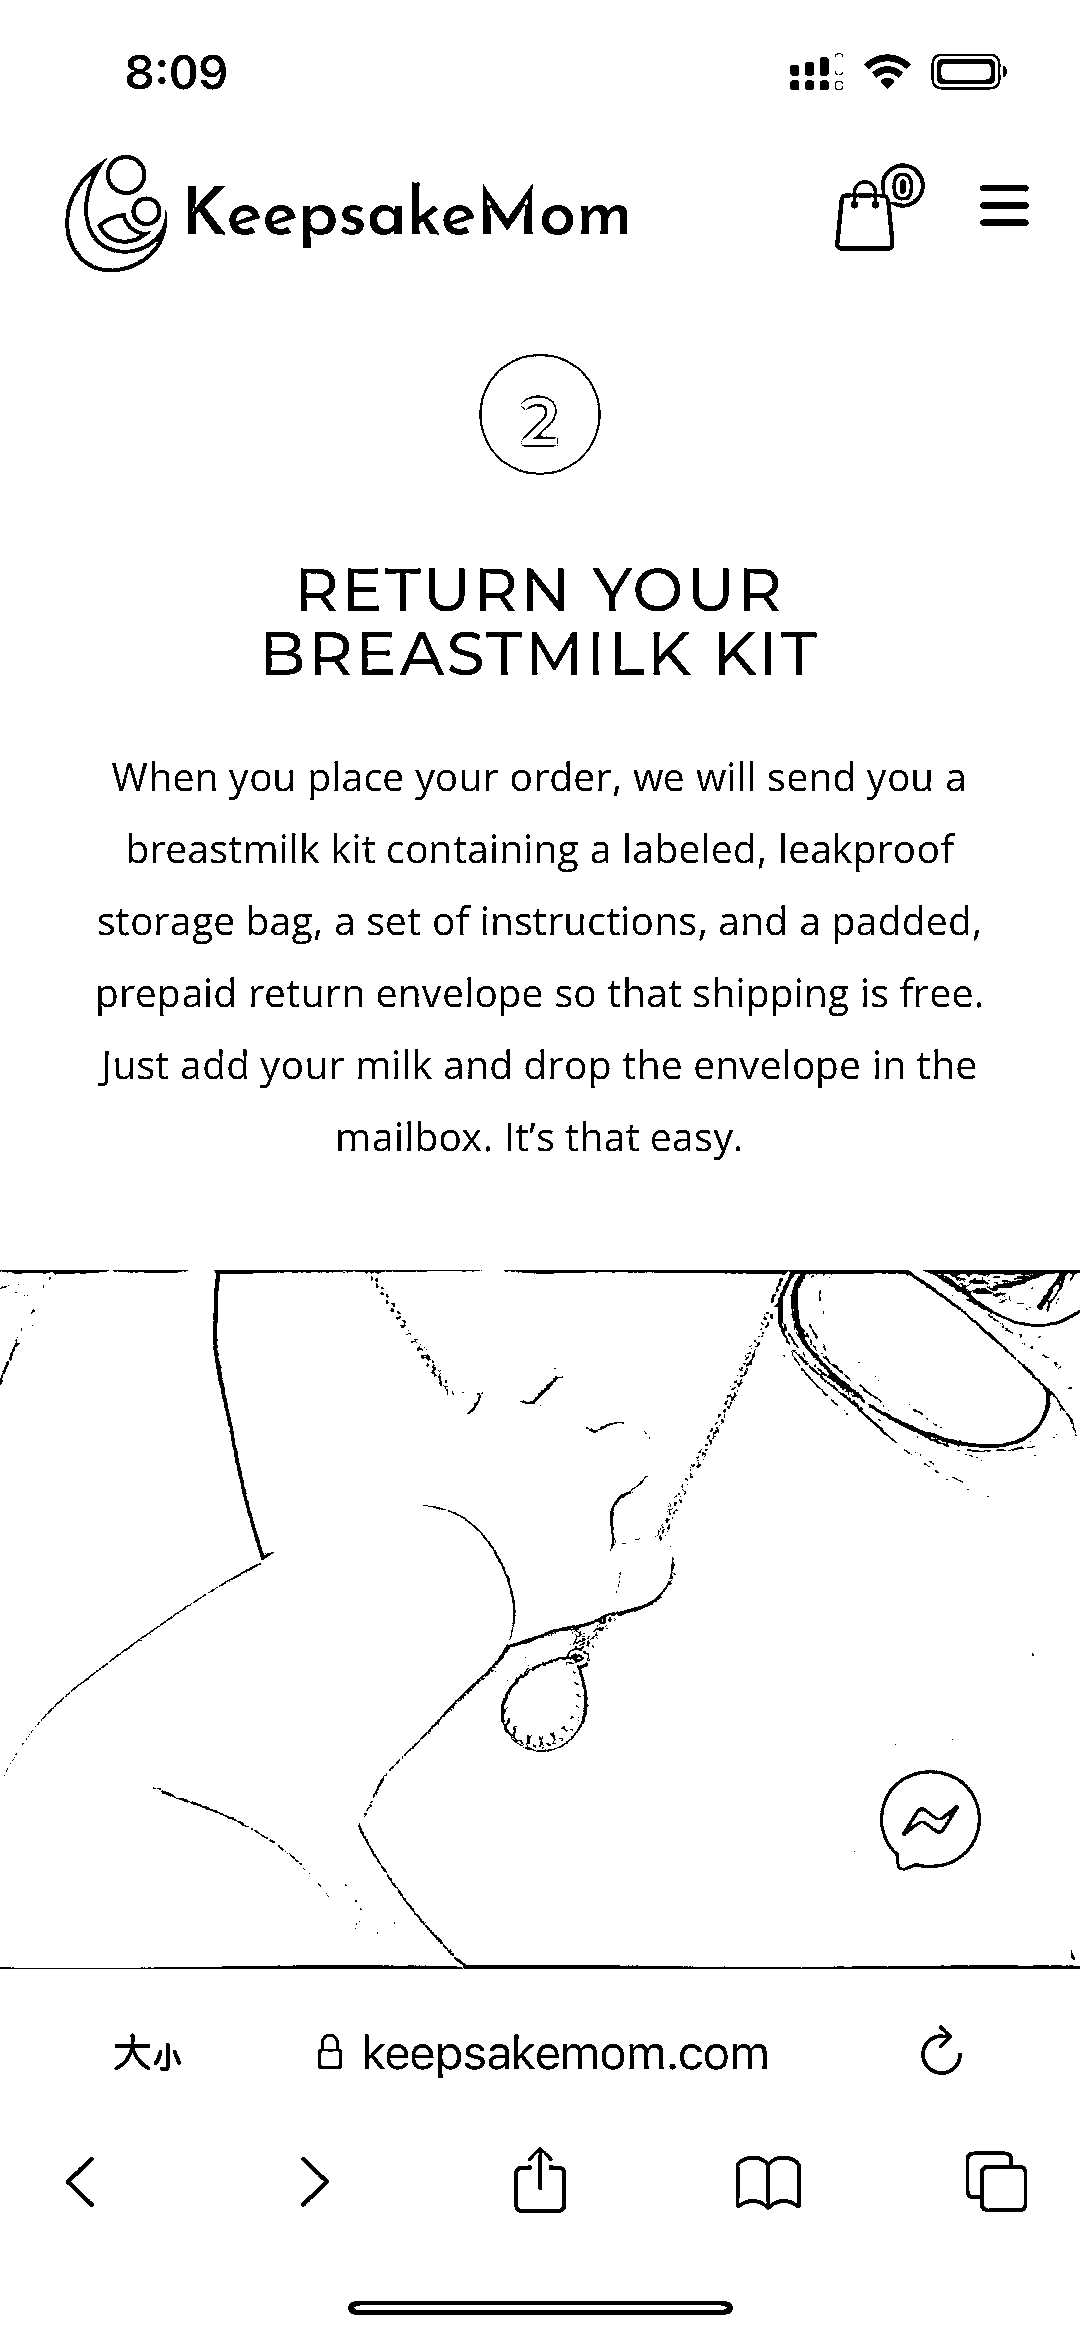 8:09
KeepsakeMom
0
2
RETURN YOUR
BREASTMILK KIT
When you place your order, we will send you a
breastmilk kit containing a labeled, leakproof
storage bag, a set of instructions, and a padded,
prepaid return envelope so that shipping is free.
Just add your milk and drop the envelope in the
mailbox. It’s that easy.
大小 keepsakemom.com